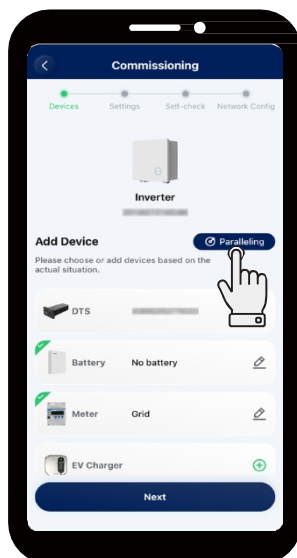 Commissioning
Devices Settings Self-check Network Config
Inverter
Add Device
Paralleling
Please choose or add devices based on the
actual situation.
DTS
Battery No battery
Meter Grid
EV Charger
Next